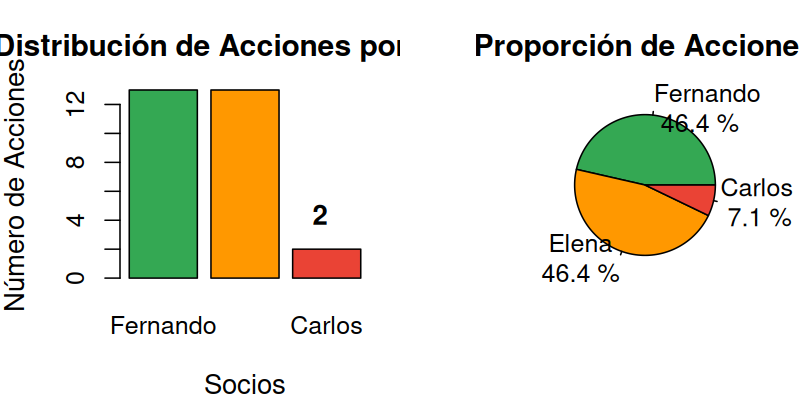 Distribución de Acciones por
Número de Acciones
12
8
4
0
2
Fernando
Carlos
Socios
Proporción de Accione
Fernando
46.4 %
Carlos
7.1 %
Elena
46.4 %